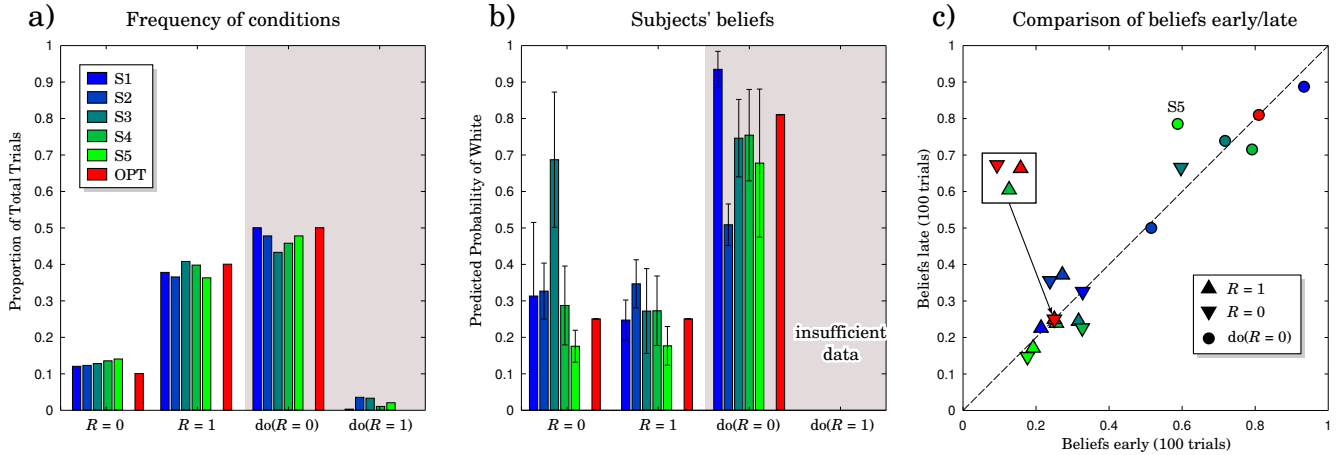 a) Frequency of conditions
Proportion of Total Trials
1
0.9
0.8
0.7
0.6
0.5
0.4
0.3
0.2
0.1
0
S1
S2
S3
S4
S5
OPT
R = 0
R = 1
do(R = 0)
do(R = 1)
b) Subjects' beliefs
Predicted Probability of White
1
0.9
0.8
0.7
0.6
0.5
0.4
0.3
0.2
0.1
0
insufficient
data
R = 0
R = 1
do(R = 0)
do(R = 1)
c) Comparison of beliefs early/late
Beliefs late (100 trials)
1
0.9
0.8
0.7
0.6
0.5
0.4
0.3
0.2
0.1
0
S5
R = 1
R = 0
do(R = 0)
0 0.2 0.4 0.6 0.8 1
Beliefs early (100 trials)